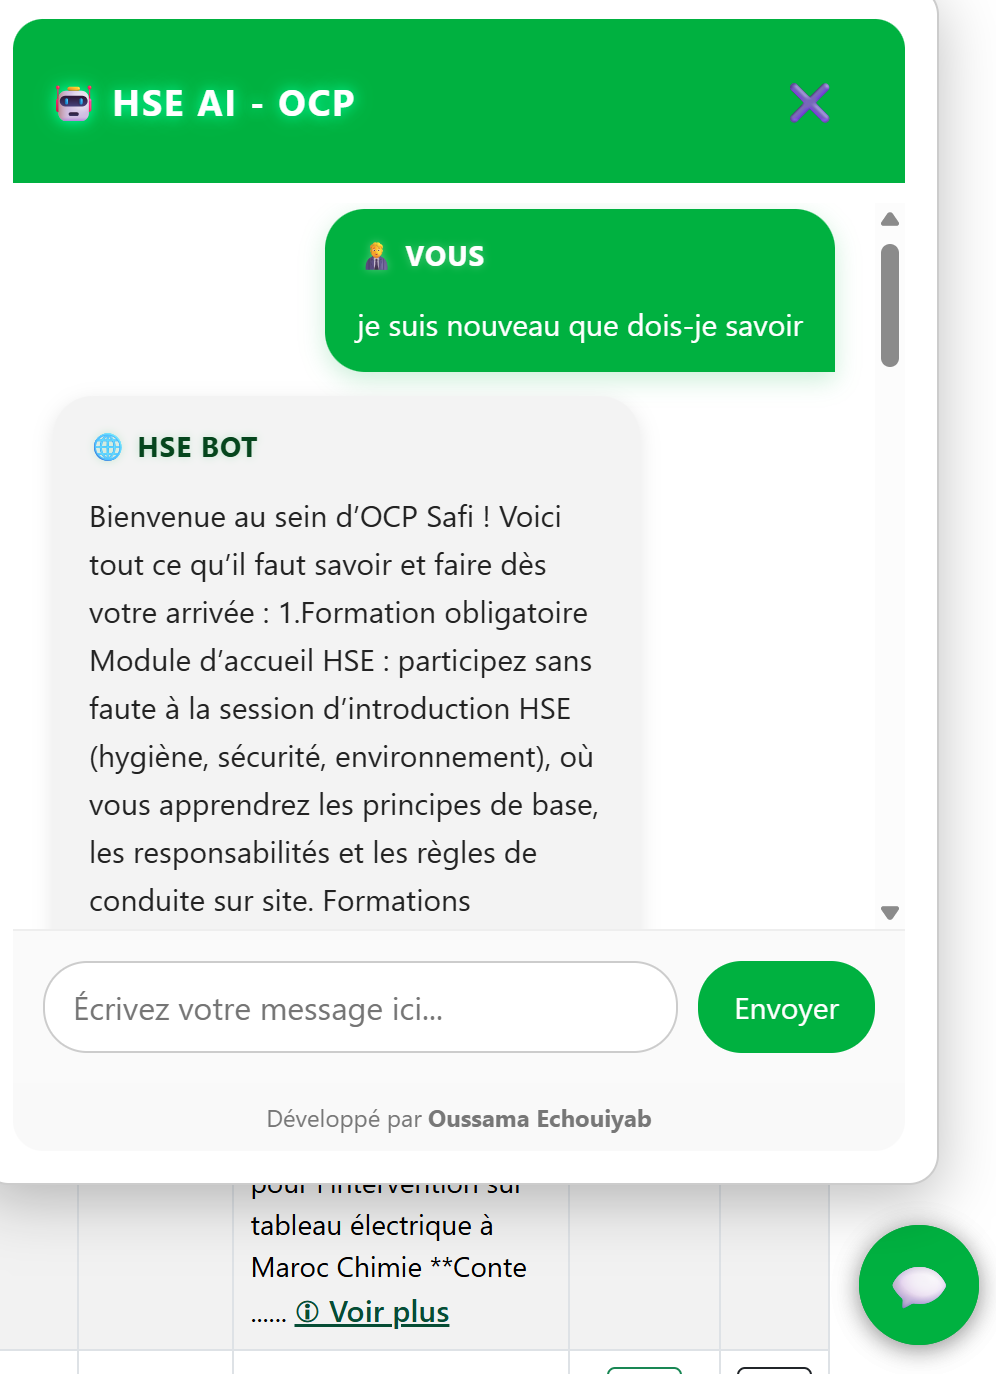 HSE AI - OCP
VOUS
je suis nouveau que dois-je savoir
HSE BOT
Bienvenue au sein d’OCP Safi ! Voici
tout ce qu’il faut savoir et faire dès
votre arrivée : 1.Formation obligatoire
Module d’accueil HSE : participez sans
faute à la session d’introduction HSE
(hygiène, sécurité, environnement), où
vous apprendrez les principes de base,
les responsabilités et les règles de
conduite sur site. Formations
Écrivez votre message ici...
Envoyer
Développé par Oussama Echouiyab
pour l'intervention sur
tableau électrique à
Maroc Chimie **Conte
...... Voir plus